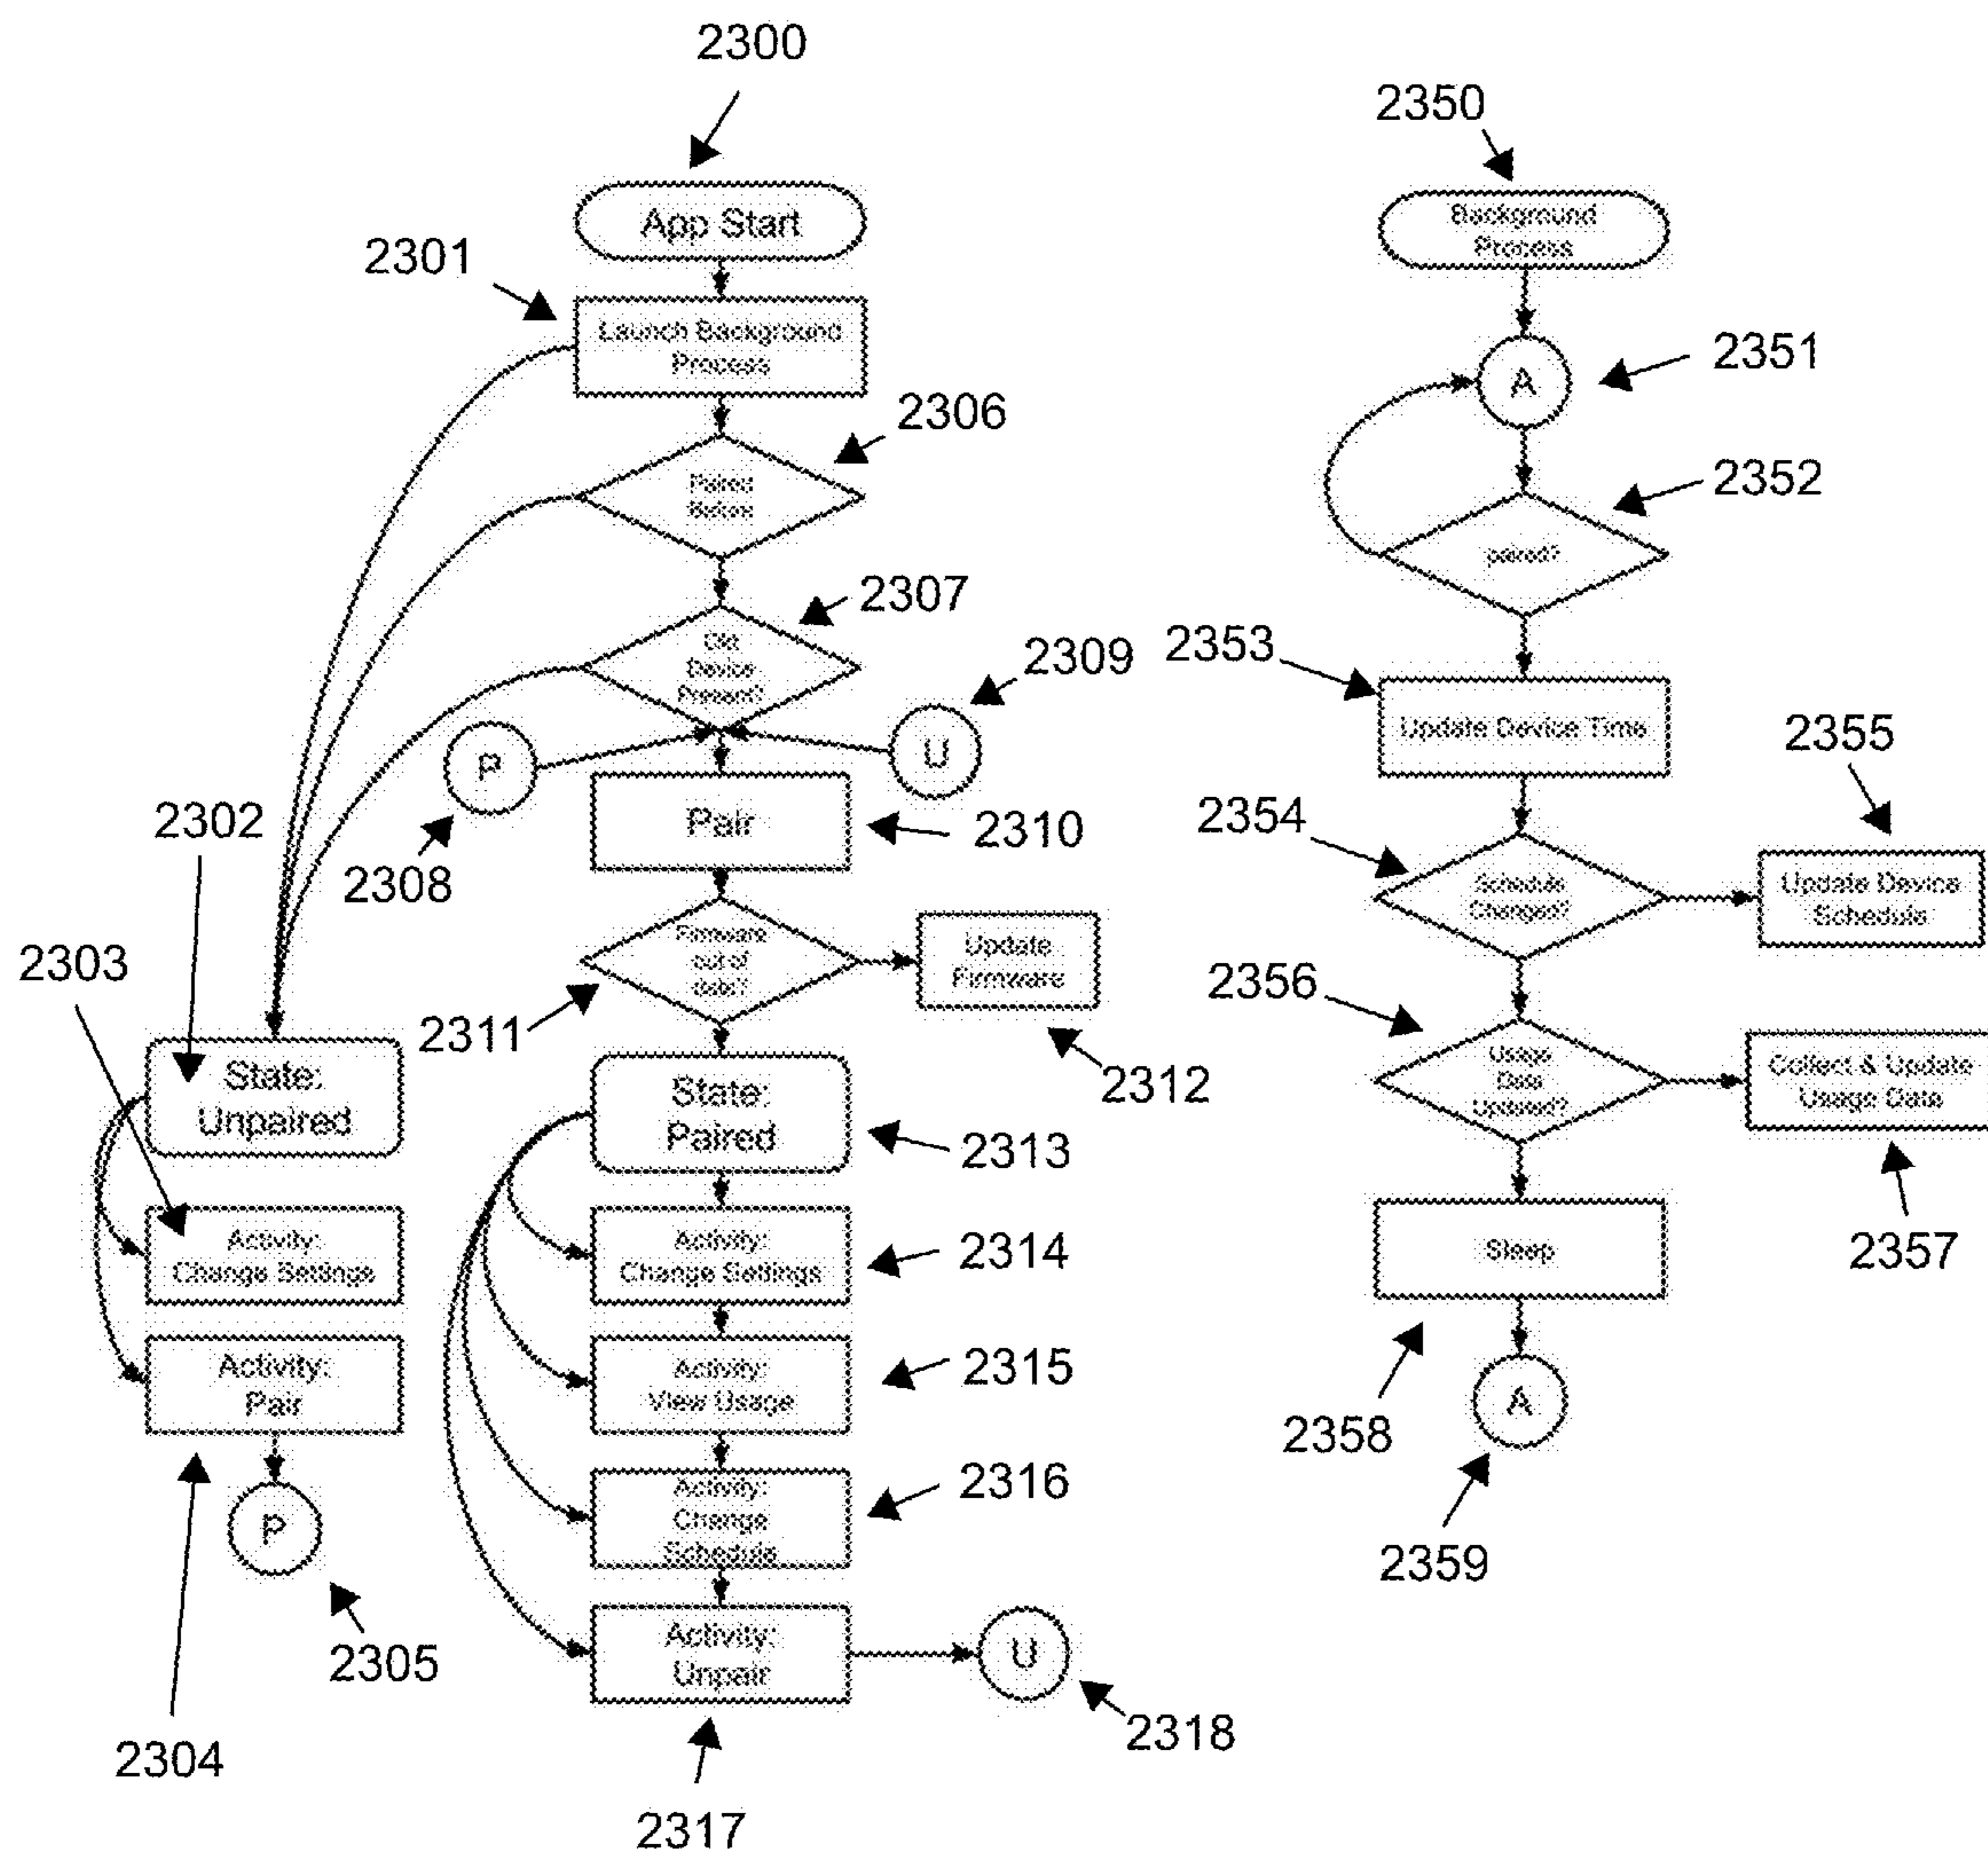 2300
App Start
2301
Launch Background
Process
2306
Paired
Before
2307
Old
Device
Present?
2309
P
U
2308
Pair
2310
2302
2303
Firmware
out of
date?
2311
Update
Firmware
2312
State:
Unpaired
State:
Paired
2313
Activity:
Change Settings
Activity:
Change Settings
2314
Activity:
Pair
Activity:
View Usage
2315
P
2305
2304
Activity:
Change
Schedule
2316
Activity:
Unpair
U
2318
2317
2350
Background
Process
A
2351
2352
paired?
2353
Update Device Time
2355
2354
Schedule
Changed?
Update Device
Schedule
2356
Usage
Data
Updated?
Collect & Update
Usage Data
2357
Sleep
2358
A
2359